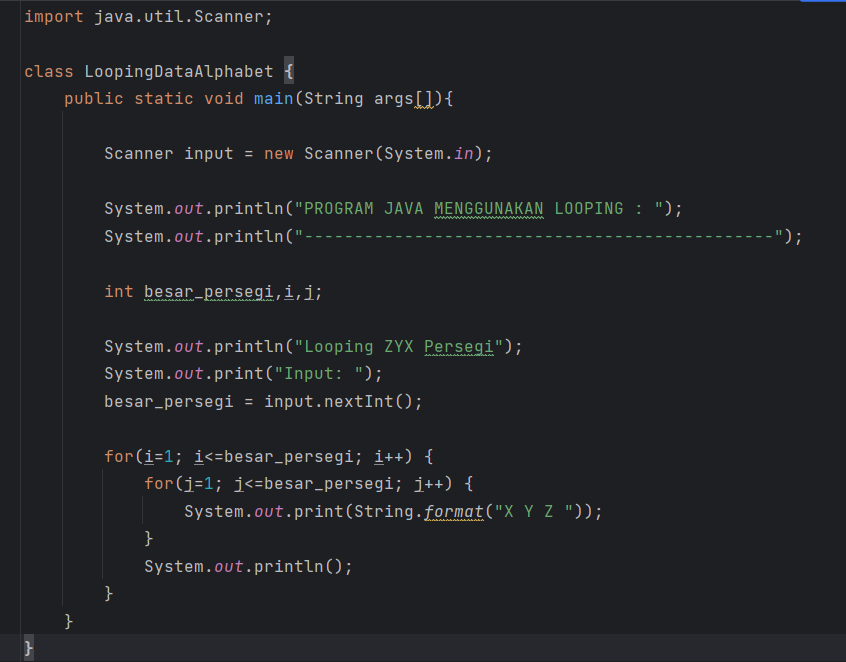 import java.util.Scanner;
class LoopingDataAlphabet {
public static void main(String args[]){
Scanner input = new Scanner(System.in);
System.out.println("PROGRAM JAVA MENGGUNAKAN LOOPING : ");
System.out.println("-----------------------------------------------");
int besar_persegi,i,j;
System.out.println("Looping ZYX Persegi");
System.out.print("Input: ");
besar_persegi = input.nextInt();
for(i=1; i<=besar_persegi; i++) {
for(j=1; j<=besar_persegi; j++) {
System.out.print(String.format("X Y Z "));
}
System.out.println();
}
}
}